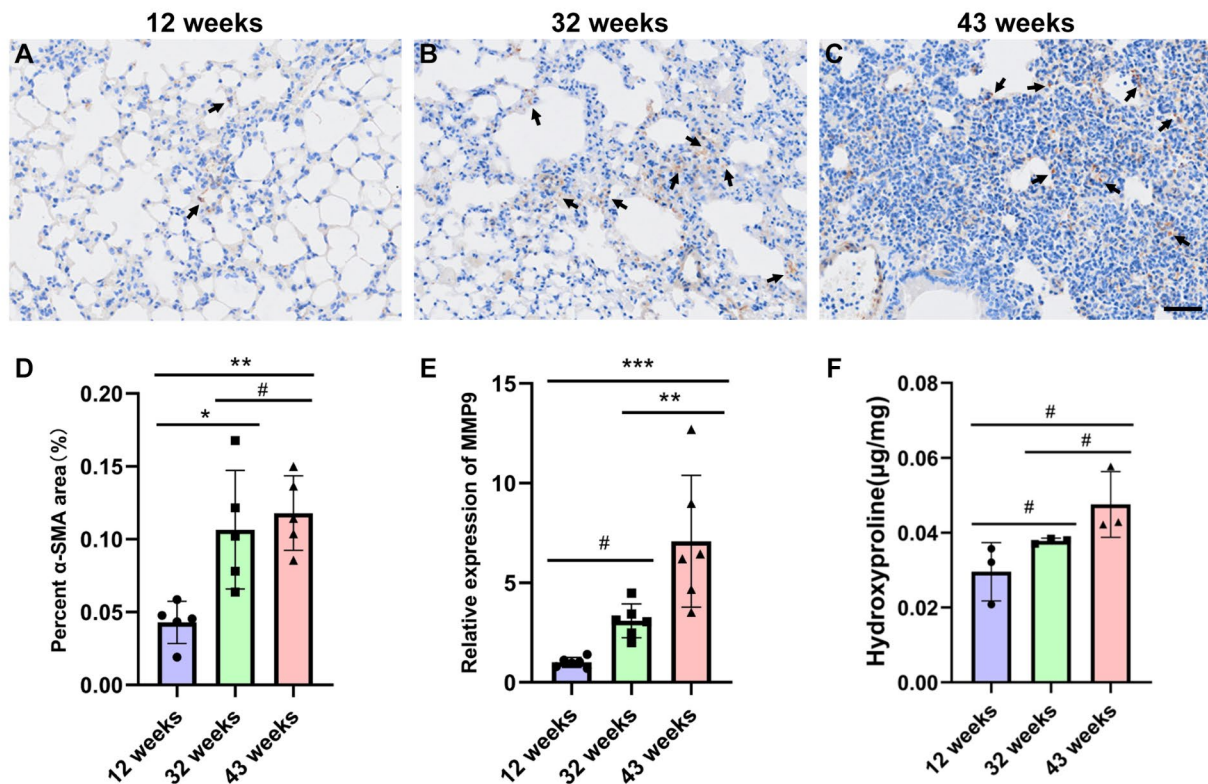 12 weeks
32 weeks
43 weeks
A
B
C
D
Percent α-SMA area(%)
0.20
0.15
0.10
0.05
0.00
**
#
*
12 weeks
32 weeks
43 weeks
E
Relative expression of MMP9
15
10
5
0
***
**
#
12 weeks
32 weeks
43 weeks
F
Hydroxyproline(μg/mg)
0.08
0.06
0.04
0.02
0.00
#
#
#
12 weeks
32 weeks
43 weeks